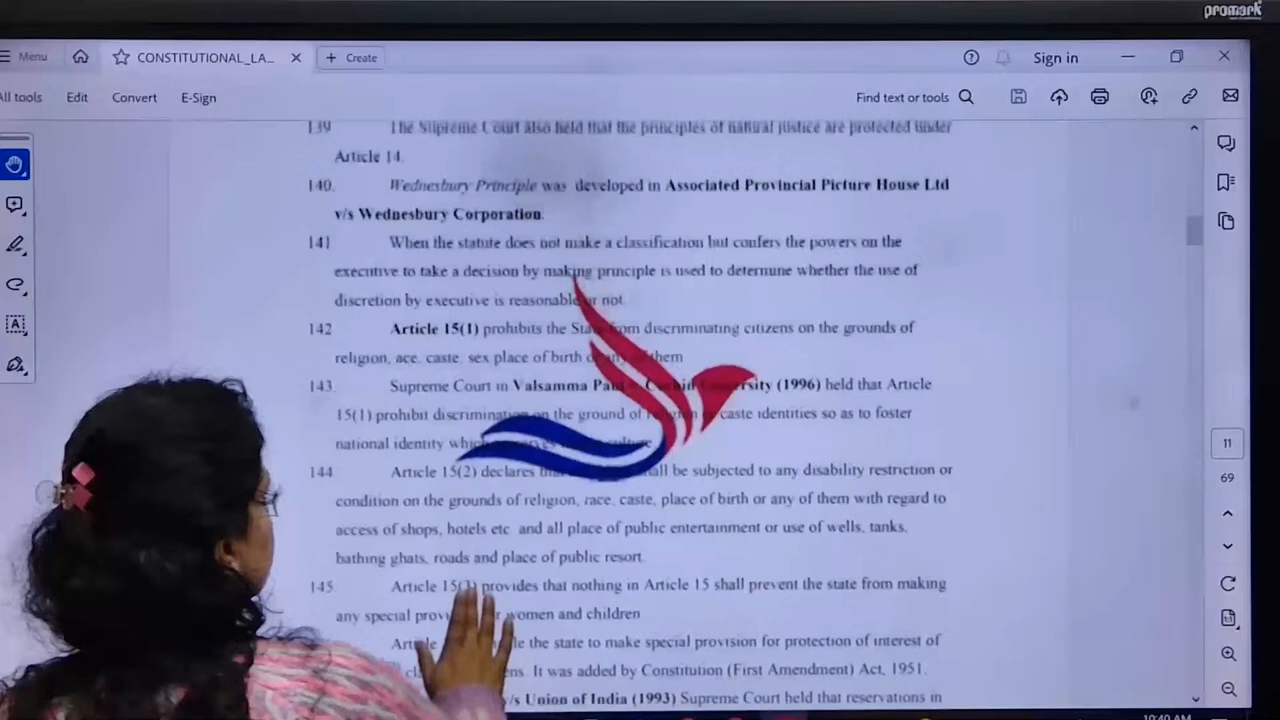 promark
Menu
CONSTITUTIONAL_LA...
Create
Sign in
All tools
Edit
Convert
E-Sign
Find text or tools
139 The Supreme Court also held that the principles of natural justice are protected under
Article 14.
140. Wednesbury Principle was developed in Associated Provincial Picture House Ltd
v/s Wednesbury Corporation.
141 When the statute does not make a classification but confers the powers on the
executive to take a decision by making principle is used to determine whether the use of
discretion by executive is reasonable or not.
142 Article 15(1) prohibits the State from discriminating citizens on the grounds of
religion, ace, caste, sex place of birth or any of them
143. Supreme Court in Valsamma Paul University (1996) held that Article
15(1) prohibit discrimination on the ground of religion or caste identities so as to foster
national identity
144 Article 15(2) declares shall be subjected to any disability restriction or
condition on the grounds of religion, race, caste, place of birth or any of them with regard to
access of shops, hotels etc and all place of public entertainment or use of wells, tanks,
bathing ghats, roads and place of public resort.
145 Article 15(3) provides that nothing in Article 15 shall prevent the state from making
any special women and children
the state to make special provision for protection of interest of
It was added by Constitution (First Amendment) Act, 1951.
v/s Union of India (1993) Supreme Court held that reservations in
11
69
10:40 AM